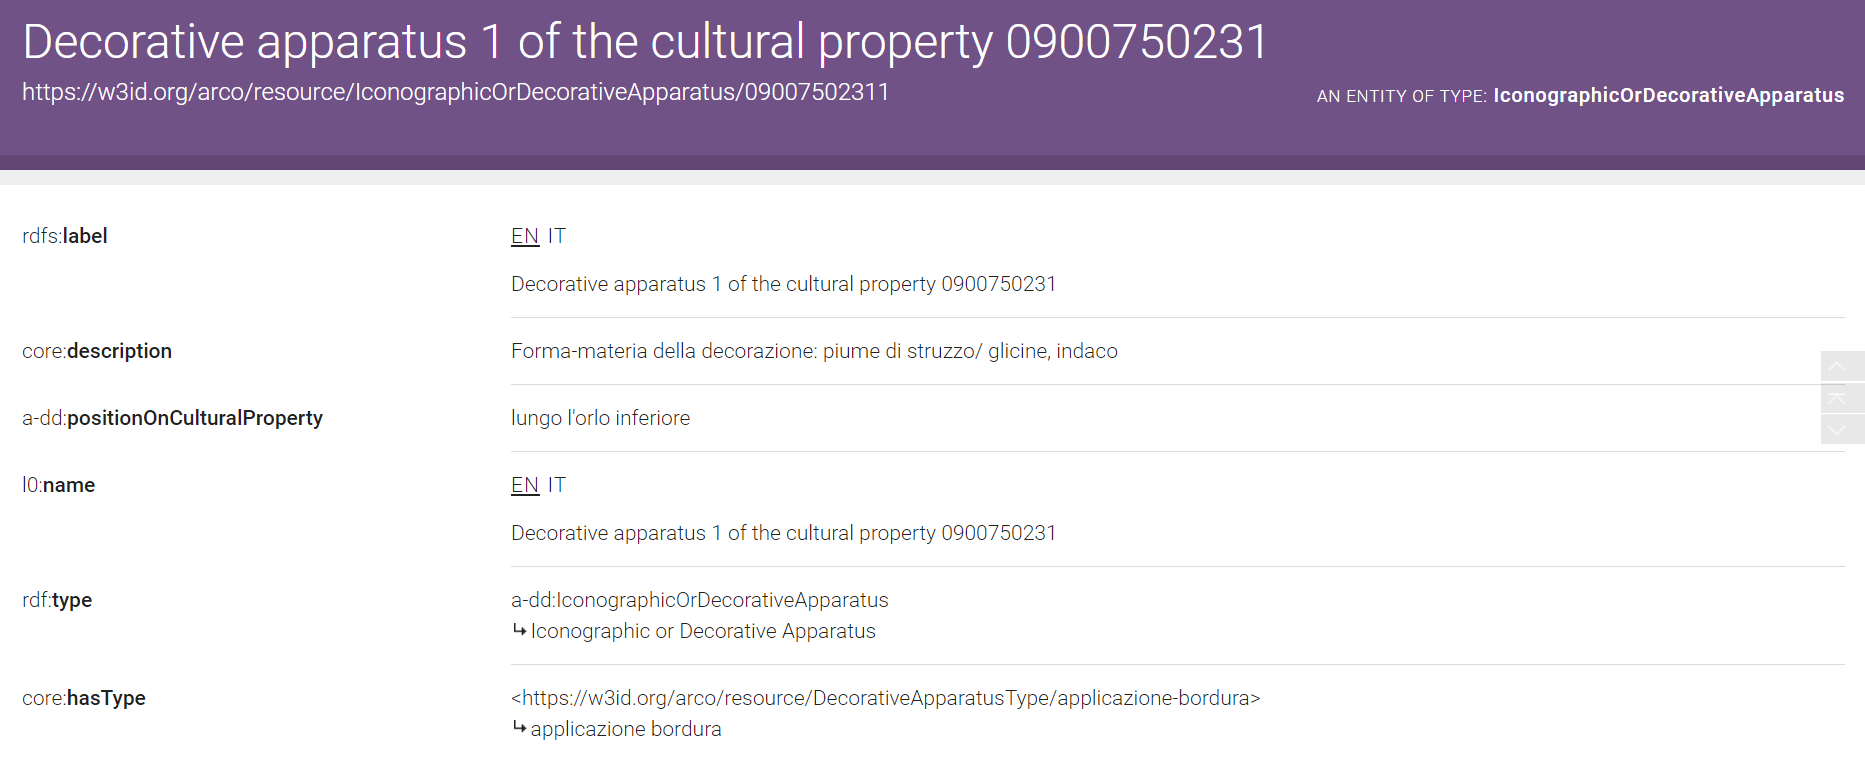 Decorative apparatus 1 of the cultural property 0900750231
https://w3id.org/arco/resource/IconographicOrDecorativeApparatus/09007502311
AN ENTITY OF TYPE: IconographicOrDecorativeApparatus
rdfs:label
EN IT
Decorative apparatus 1 of the cultural property 0900750231
core:description
Forma-materia della decorazione: piume di struzzo/ glicine, indaco
a-dd:positionOnCulturalProperty
lungo l'orlo inferiore
l0:name
EN IT
Decorative apparatus 1 of the cultural property 0900750231
rdf:type
a-dd:IconographicOrDecorativeApparatus
↳ Iconographic or Decorative Apparatus
core:hasType
<https://w3id.org/arco/resource/DecorativeApparatusType/applicazione-bordura>
↳ applicazione bordura